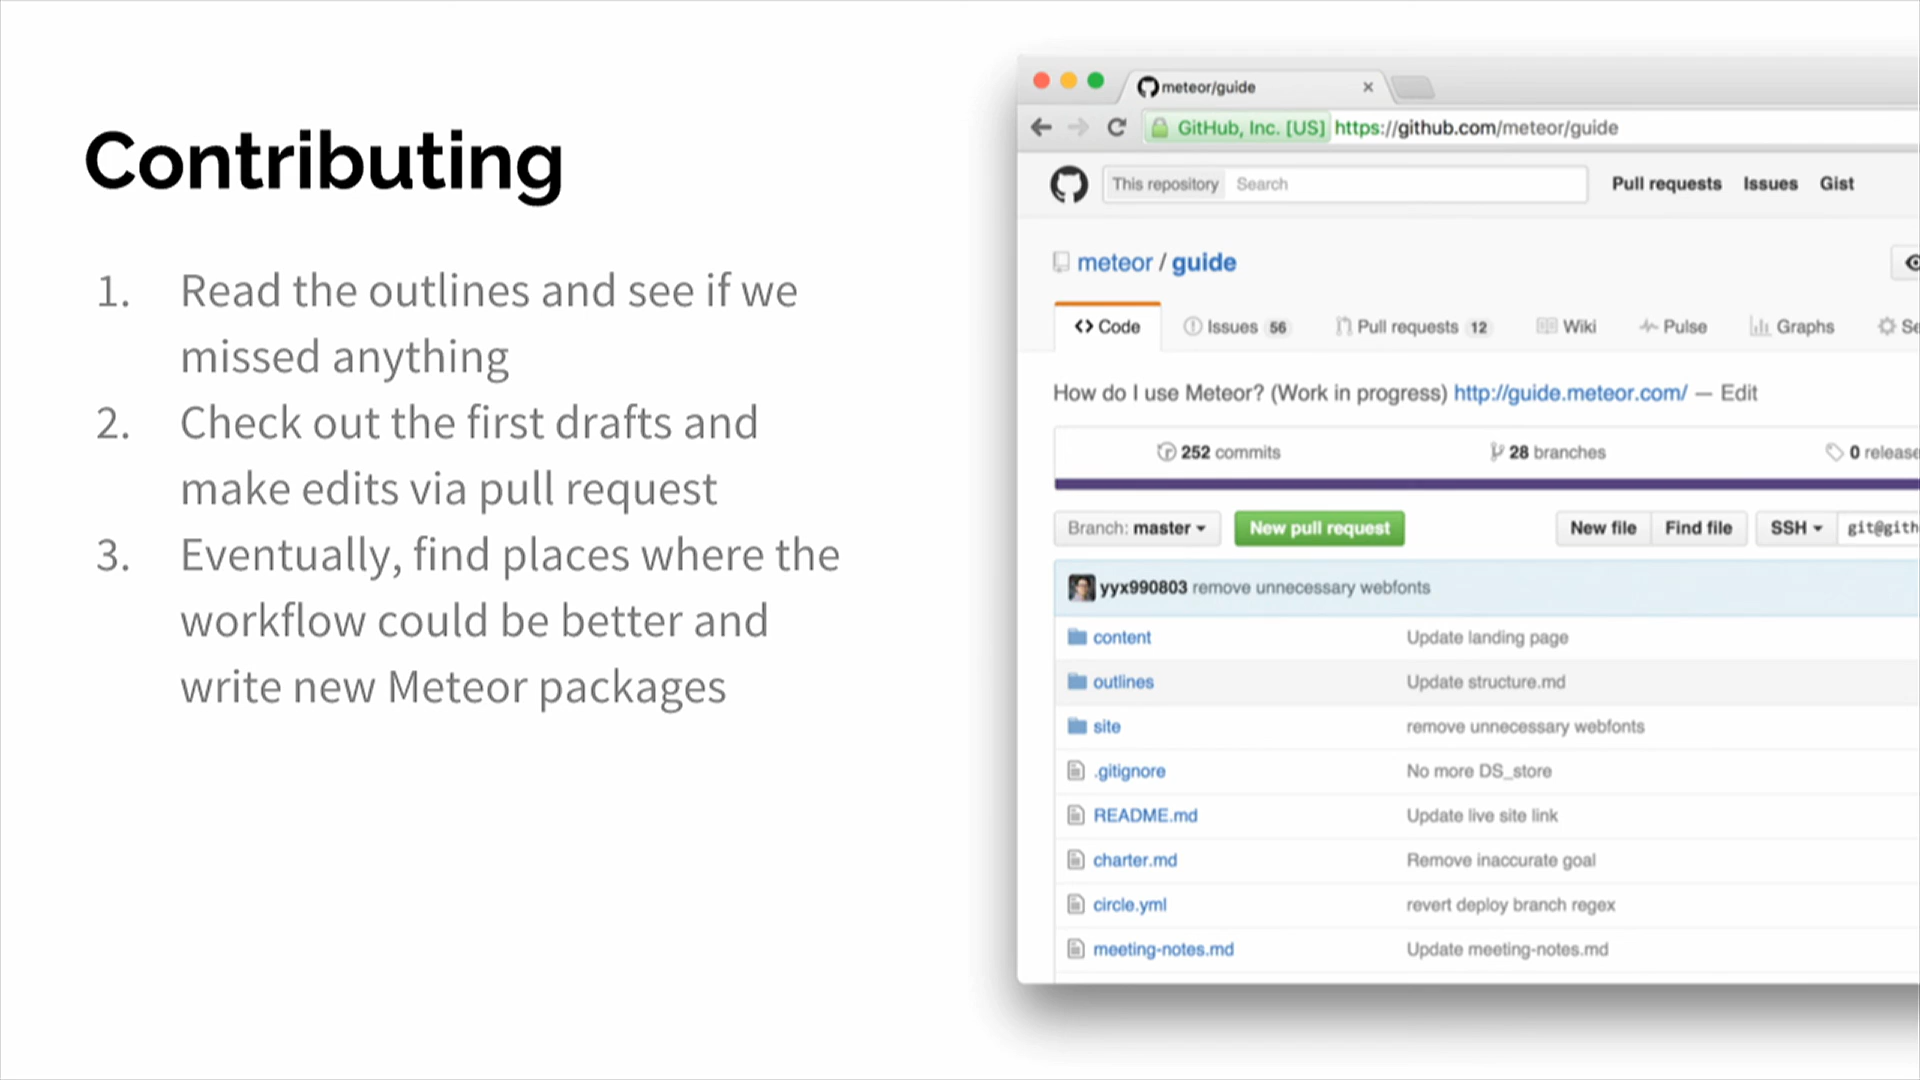 Contributing
1. Read the outlines and see if we
missed anything
2. Check out the first drafts and
make edits via pull request
3. Eventually, find places where the
workflow could be better and
write new Meteor packages
meteor/guide
GitHub, Inc. [US] https://github.com/meteor/guide
This repository Search Pull requests Issues Gist
meteor / guide
Code Issues 56 Pull requests 12 Wiki Pulse Graphs Se
How do I use Meteor? (Work in progress) http://guide.meteor.com/ — Edit
252 commits 28 branches 0 release
Branch: master New pull request New file Find file SSH git@gith
yyx990803 remove unnecessary webfonts
content Update landing page
outlines Update structure.md
site remove unnecessary webfonts
.gitignore No more DS_store
README.md Update live site link
charter.md Remove inaccurate goal
circle.yml revert deploy branch regex
meeting-notes.md Update meeting-notes.md